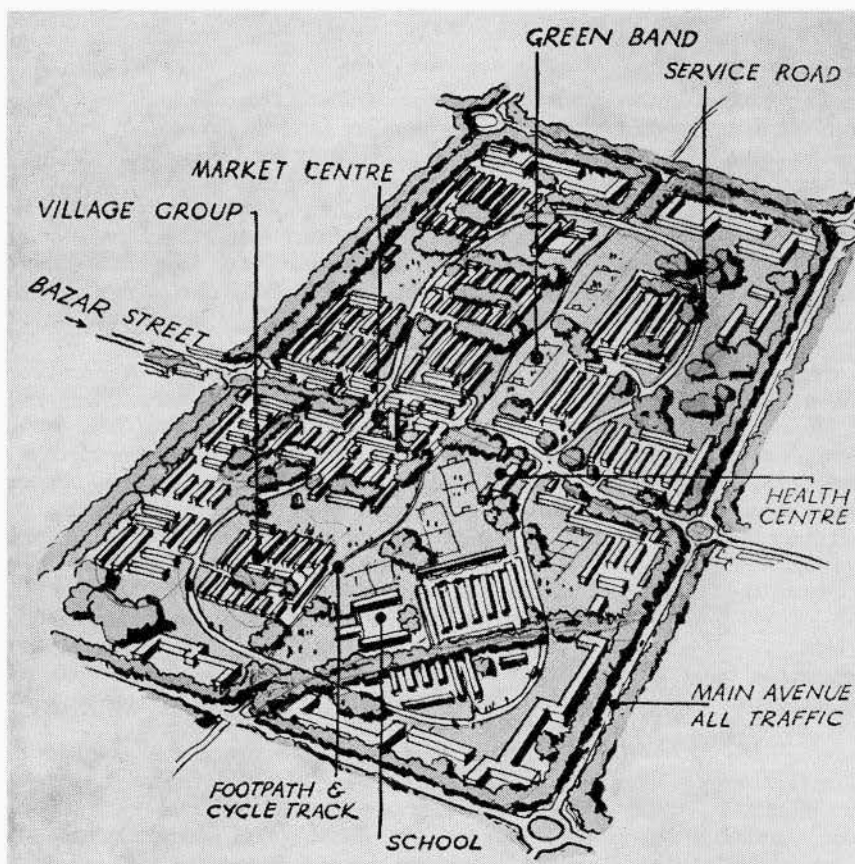 GREEN BAND
SERVICE ROAD
MARKET CENTRE
VILLAGE GROUP
BAZAR STREET
HEALTH
CENTRE
MAIN AVENUE
ALL TRAFFIC
FOOTPATH &
CYCLE TRACK
SCHOOL